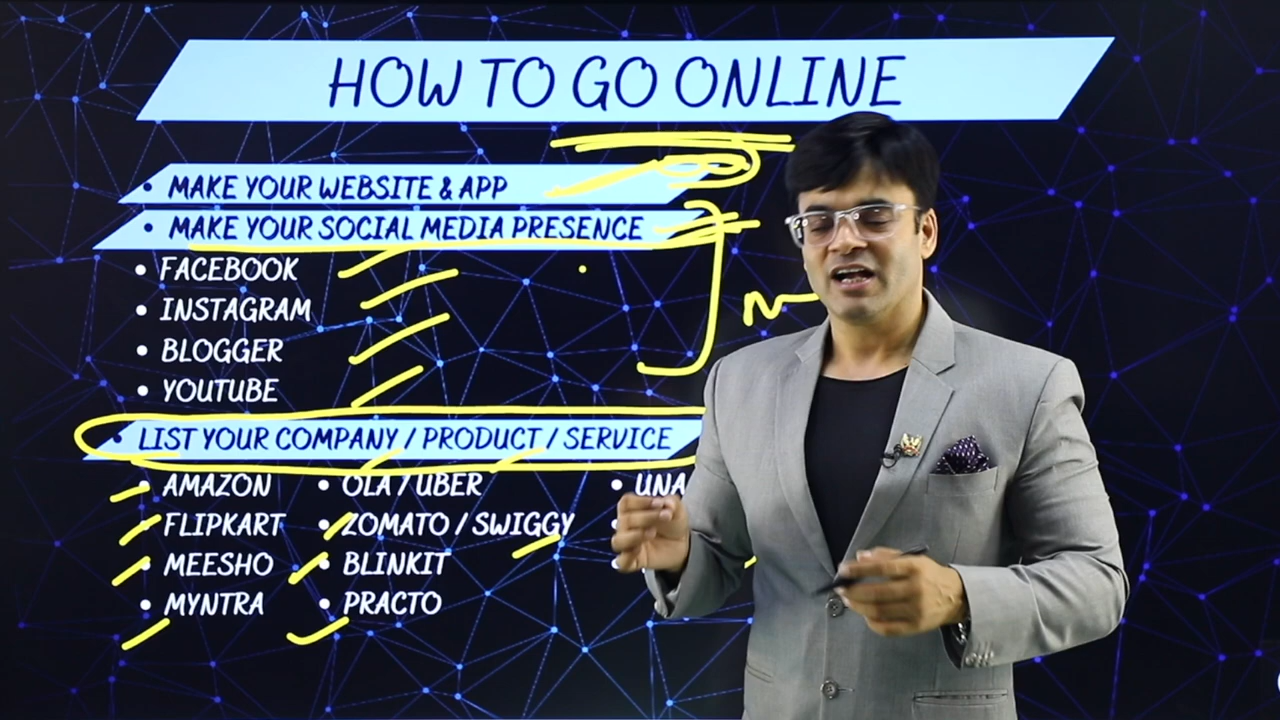 HOW TO GO ONLINE
• MAKE YOUR WEBSITE & APP
• MAKE YOUR SOCIAL MEDIA PRESENCE
• FACEBOOK
• INSTAGRAM
• BLOGGER
• YOUTUBE
• LIST YOUR COMPANY / PRODUCT / SERVICE
• AMAZON • OLA / UBER
• FLIPKART • ZOMATO / SWIGGY
• MEESHO • BLINKIT
• MYNTRA • PRACTO